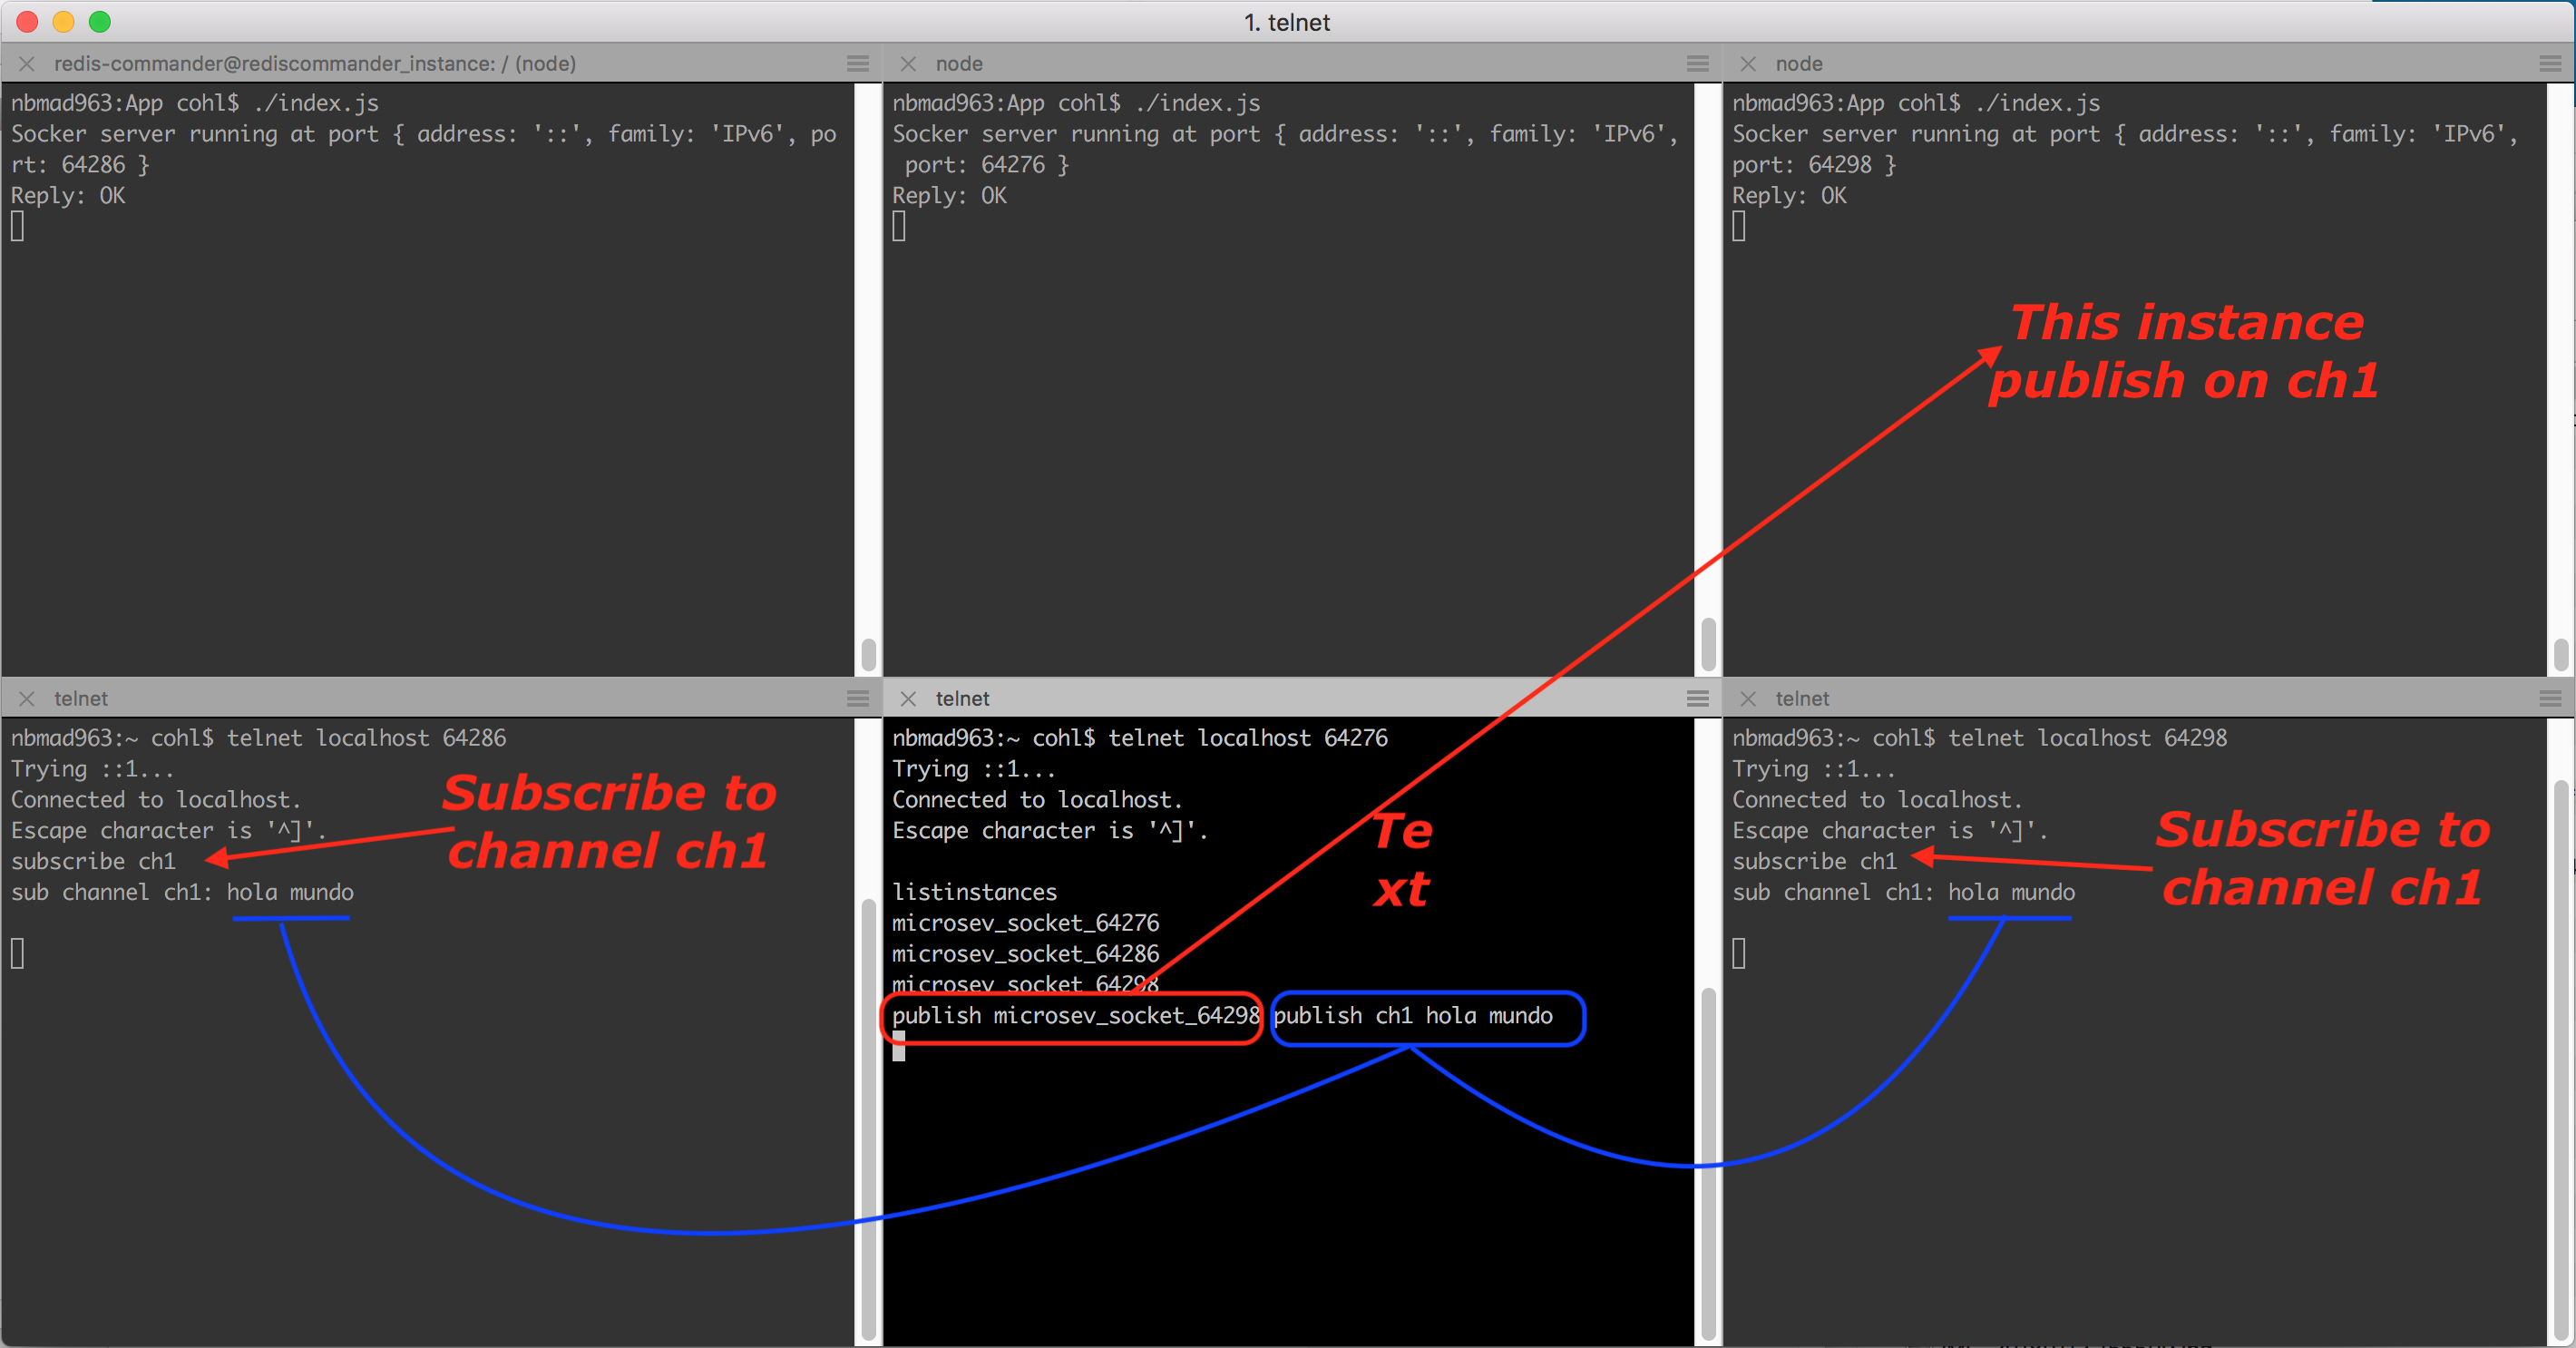 1. telnet
redis-commander@rediscommander_instance: / (node)
nbmad963:App cohl$ ./index.js
Socker server running at port { address: '::', family: 'IPv6', po
rt: 64286 }
Reply: OK
node
nbmad963:App cohl$ ./index.js
Socker server running at port { address: '::', family: 'IPv6',
port: 64276 }
Reply: OK
node
nbmad963:App cohl$ ./index.js
Socker server running at port { address: '::', family: 'IPv6',
port: 64298 }
Reply: OK
This instance
publish on ch1
telnet
nbmad963:~ cohl$ telnet localhost 64286
Trying ::1...
Connected to localhost.
Escape character is '^]'.
subscribe ch1
sub channel ch1: hola mundo
Subscribe to
channel ch1
telnet
nbmad963:~ cohl$ telnet localhost 64276
Trying ::1...
Connected to localhost.
Escape character is '^]'.
listinstances
microsev_socket_64276
microsev_socket_64286
microsev_socket_64298
publish microsev_socket_64298 publish ch1 hola mundo
Te
xt
telnet
nbmad963:~ cohl$ telnet localhost 64298
Trying ::1...
Connected to localhost.
Escape character is '^]'.
subscribe ch1
sub channel ch1: hola mundo
Subscribe to
channel ch1